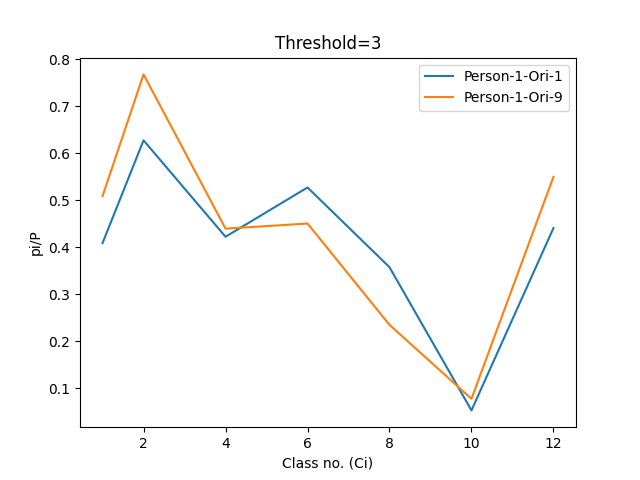 Threshold=3
Person-1-Ori-1
Person-1-Ori-9
pi/P
0.8
0.7
0.6
0.5
0.4
0.3
0.2
0.1
2 4 6 8 10 12
Class no. (Ci)